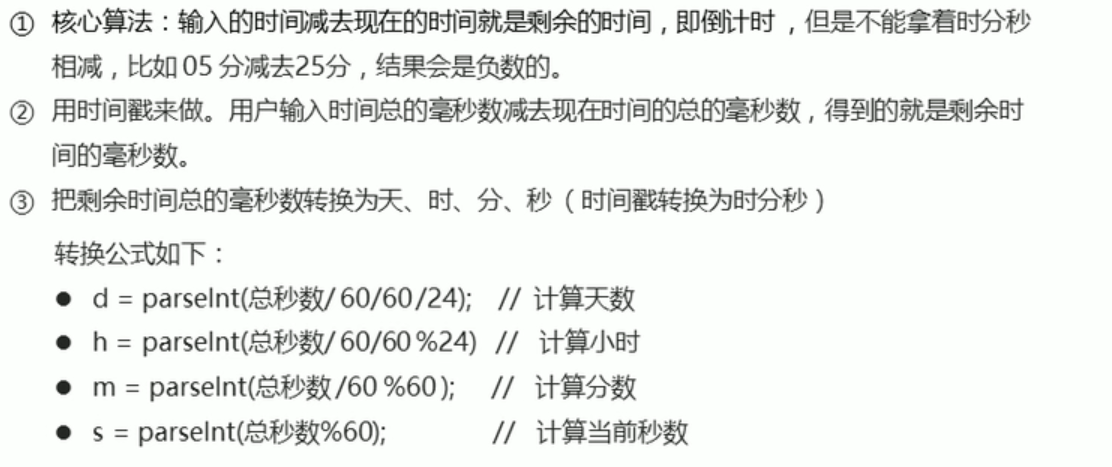 ① 核心算法：输入的时间减去现在的时间就是剩余的时间，即倒计时 ，但是不能拿着时分秒
相减，比如 05 分减去25分，结果会是负数的。
② 用时间戳来做。用户输入时间总的毫秒数减去现在时间的总的毫秒数，得到的就是剩余时
间的毫秒数。
③ 把剩余时间总的毫秒数转换为天、时、分、秒（时间戳转换为时分秒）
转换公式如下：
● d = parseInt(总秒数/ 60/60 /24); // 计算天数
● h = parseInt(总秒数/ 60/60 %24) // 计算小时
● m = parseInt(总秒数 /60 %60 ); // 计算分数
● s = parseInt(总秒数%60); // 计算当前秒数